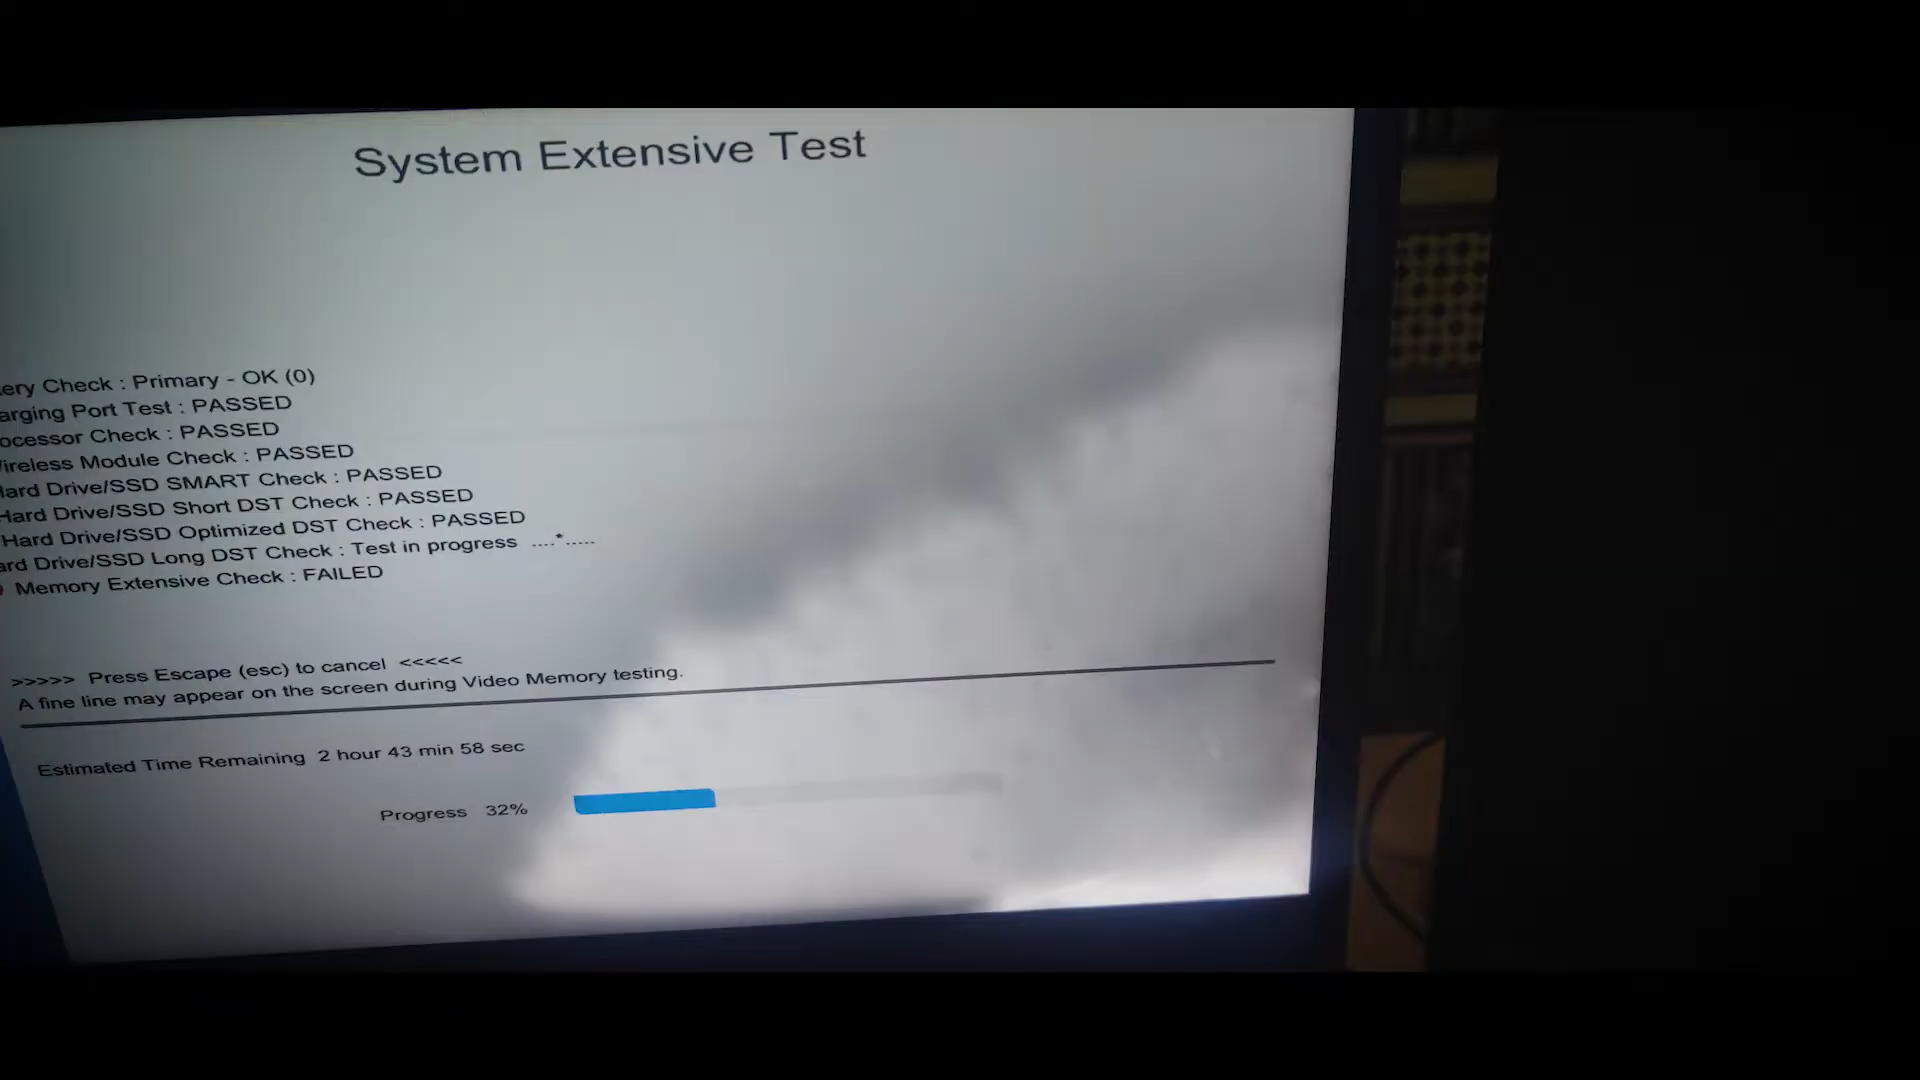 System Extensive Test
ery Check : Primary - OK (0)
arging Port Test : PASSED
ocessor Check : PASSED
ireless Module Check : PASSED
ard Drive/SSD SMART Check : PASSED
Hard Drive/SSD Short DST Check : PASSED
Hard Drive/SSD Optimized DST Check : PASSED
ard Drive/SSD Long DST Check : Test in progress ....*.....
Memory Extensive Check : FAILED
>>>>> Press Escape (esc) to cancel <<<<<
A fine line may appear on the screen during Video Memory testing.
Estimated Time Remaining 2 hour 43 min 58 sec
Progress 32%